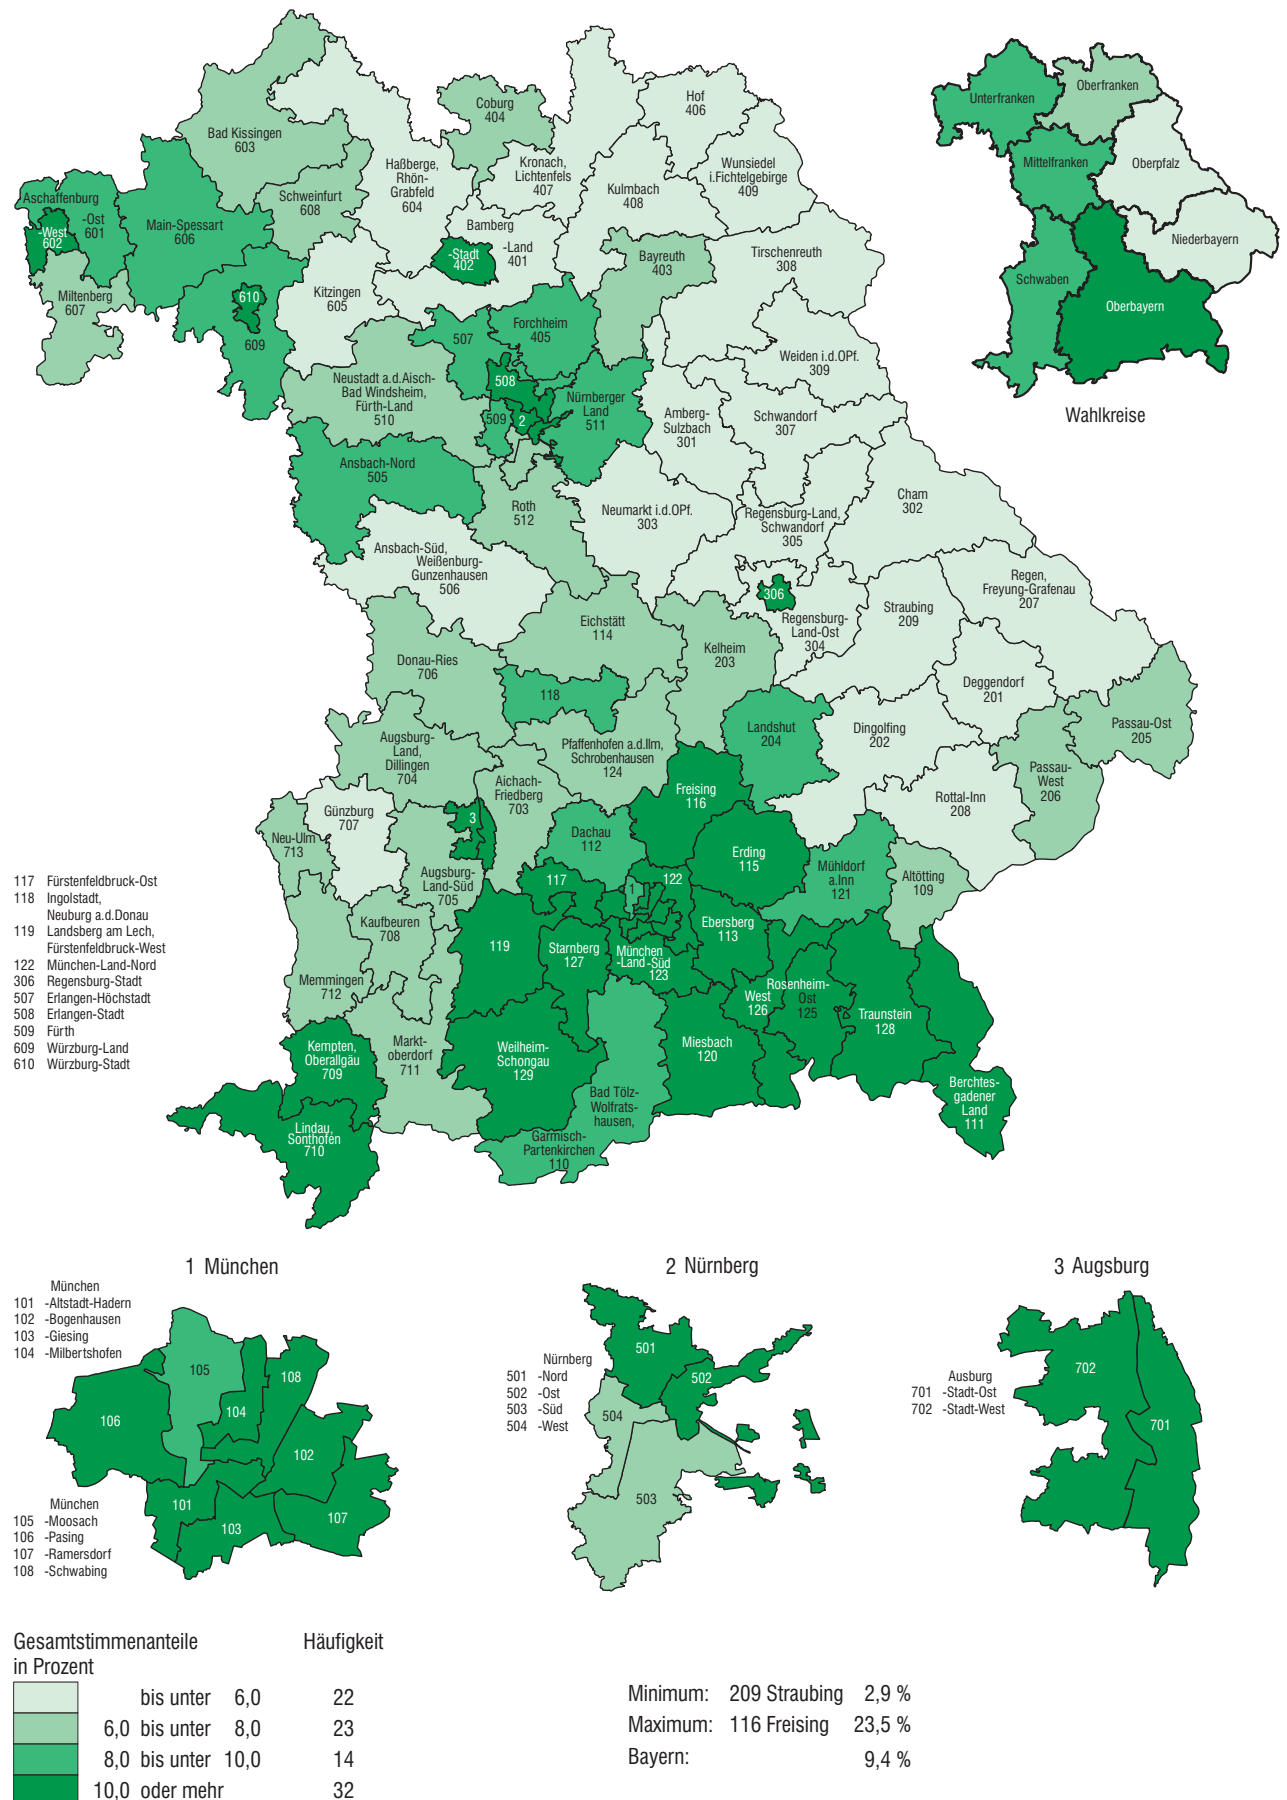 Coburg
404
Hof
406
Bad Kissingen
603
Haßberge,
Rhön-
Grabfeld
604
Kronach,
Lichtenfels
407
Kulmbach
408
Wunsiedel
i.Fichtelgebirge
409
Aschaffenburg
-Ost
601
-West
602
Main-Spessart
606
Schweinfurt
608
Bamberg
-Land
401
-Stadt
402
Bayreuth
403
Tirschenreuth
308
Miltenberg
607
610
609
Kitzingen
605
507
Forchheim
405
508
Weiden i.d.OPf.
309
Neustadt a.d.Aisch-
Bad Windsheim,
Fürth-Land
510
509
2
Nürnberger
Land
511
Amberg-
Sulzbach
301
Schwandorf
307
Ansbach-Nord
505
Roth
512
Neumarkt i.d.OPf.
303
Regensburg-Land,
Schwandorf
305
Cham
302
Ansbach-Süd,
Weißenburg-
Gunzenhausen
506
306
Regensburg-
Land-Ost
304
Straubing
209
Regen,
Freyung-Grafenau
207
Eichstätt
114
Kelheim
203
Donau-Ries
706
118
Deggendorf
201
Passau-Ost
205
Augsburg-
Land,
Dillingen
704
Pfaffenhofen a.d.Ilm,
Schrobenhausen
124
Landshut
204
Dingolfing
202
Passau-
West
206
Aichach-
Friedberg
703
Freising
116
Rottal-Inn
208
Günzburg
707
Neu-Ulm
713
3
Dachau
112
Erding
115
Mühldorf
a.Inn
121
Altötting
109
Augsburg-
Land-Süd
705
117
1
122
Kaufbeuren
708
119
Starnberg
127
München
-Land-Süd
123
Ebersberg
113
Memmingen
712
Rosenheim-
West
126
Ost
125
Traunstein
128
Kempten,
Oberallgäu
709
Markt-
oberdorf
711
Weilheim-
Schongau
129
Miesbach
120
Bad Tölz-
Wolfrats-
hausen,
Garmisch-
Partenkirchen
110
Berchtes-
gadener
Land
111
Lindau,
Sonthofen
710
Unterfranken
Oberfranken
Mittelfranken
Oberpfalz
Niederbayern
Schwaben
Oberbayern
Wahlkreise
117 Fürstenfeldbruck-Ost
118 Ingolstadt,
Neuburg a.d.Donau
119 Landsberg am Lech,
Fürstenfeldbruck-West
122 München-Land-Nord
306 Regensburg-Stadt
507 Erlangen-Höchstadt
508 Erlangen-Stadt
509 Fürth
609 Würzburg-Land
610 Würzburg-Stadt
1 München
München
101 -Altstadt-Hadern
102 -Bogenhausen
103 -Giesing
104 -Milbertshofen
105
108
106
104
102
101
103
107
München
105 -Moosach
106 -Pasing
107 -Ramersdorf
108 -Schwabing
2 Nürnberg
Nürnberg
501 -Nord
502 -Ost
503 -Süd
504 -West
501
502
504
503
3 Augsburg
Ausburg
701 -Stadt-Ost
702 -Stadt-West
702
701
Gesamtstimmenanteile Häufigkeit
in Prozent
bis unter 6,0 22
6,0 bis unter 8,0 23
8,0 bis unter 10,0 14
10,0 oder mehr 32
Minimum: 209 Straubing 2,9 %
Maximum: 116 Freising 23,5 %
Bayern: 9,4 %